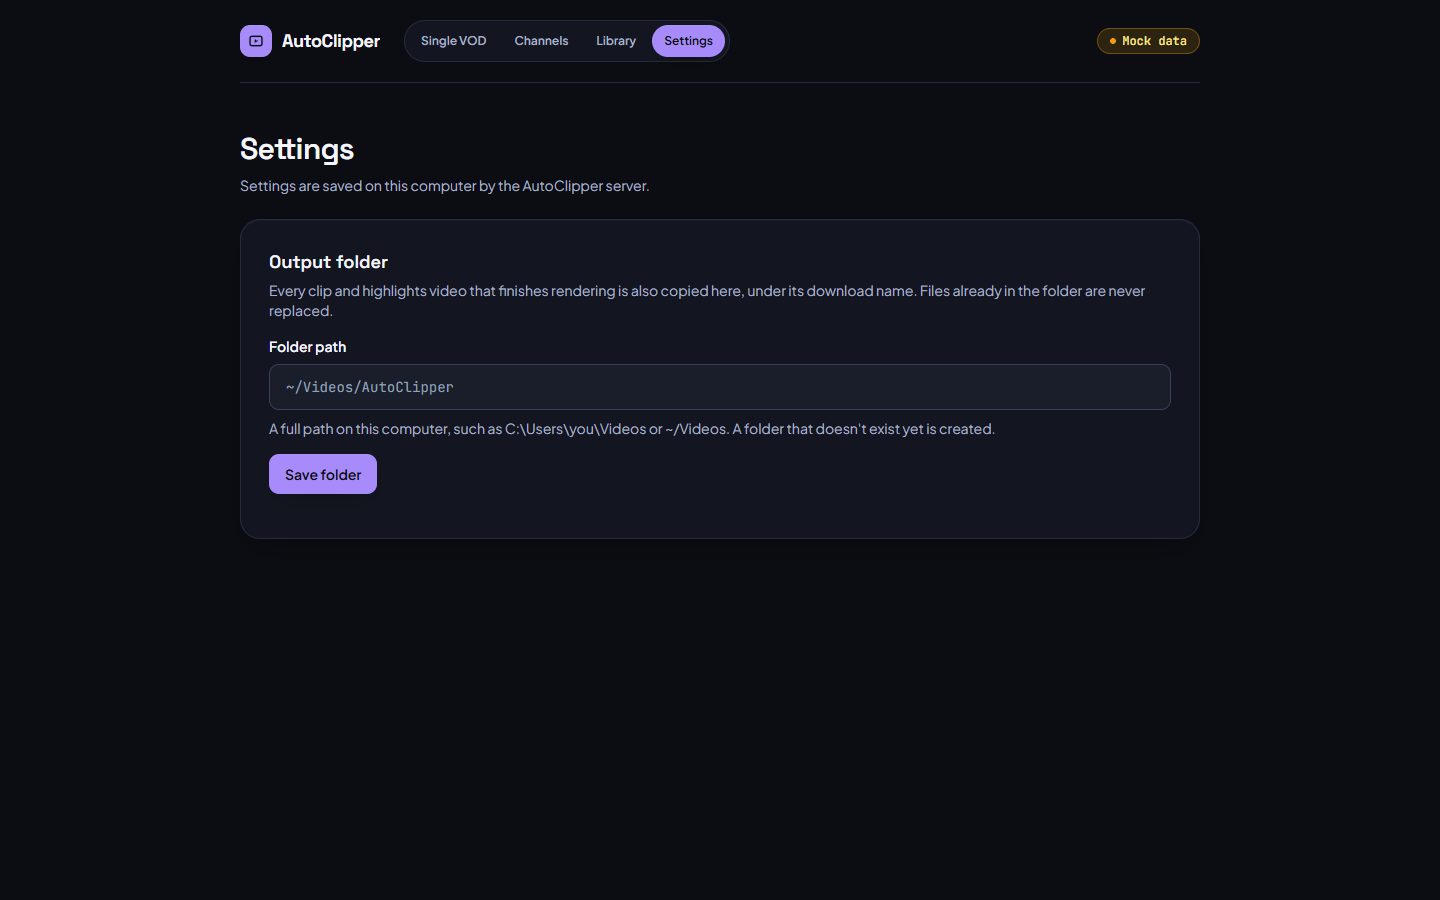 AutoClipper
Single VOD
Channels
Library
Settings
Mock data
Settings
Settings are saved on this computer by the AutoClipper server.
Output folder
Every clip and highlights video that finishes rendering is also copied here, under its download name. Files already in the folder are never
replaced.
Folder path
~/Videos/AutoClipper
A full path on this computer, such as C:\Users\you\Videos or ~/Videos. A folder that doesn't exist yet is created.
Save folder